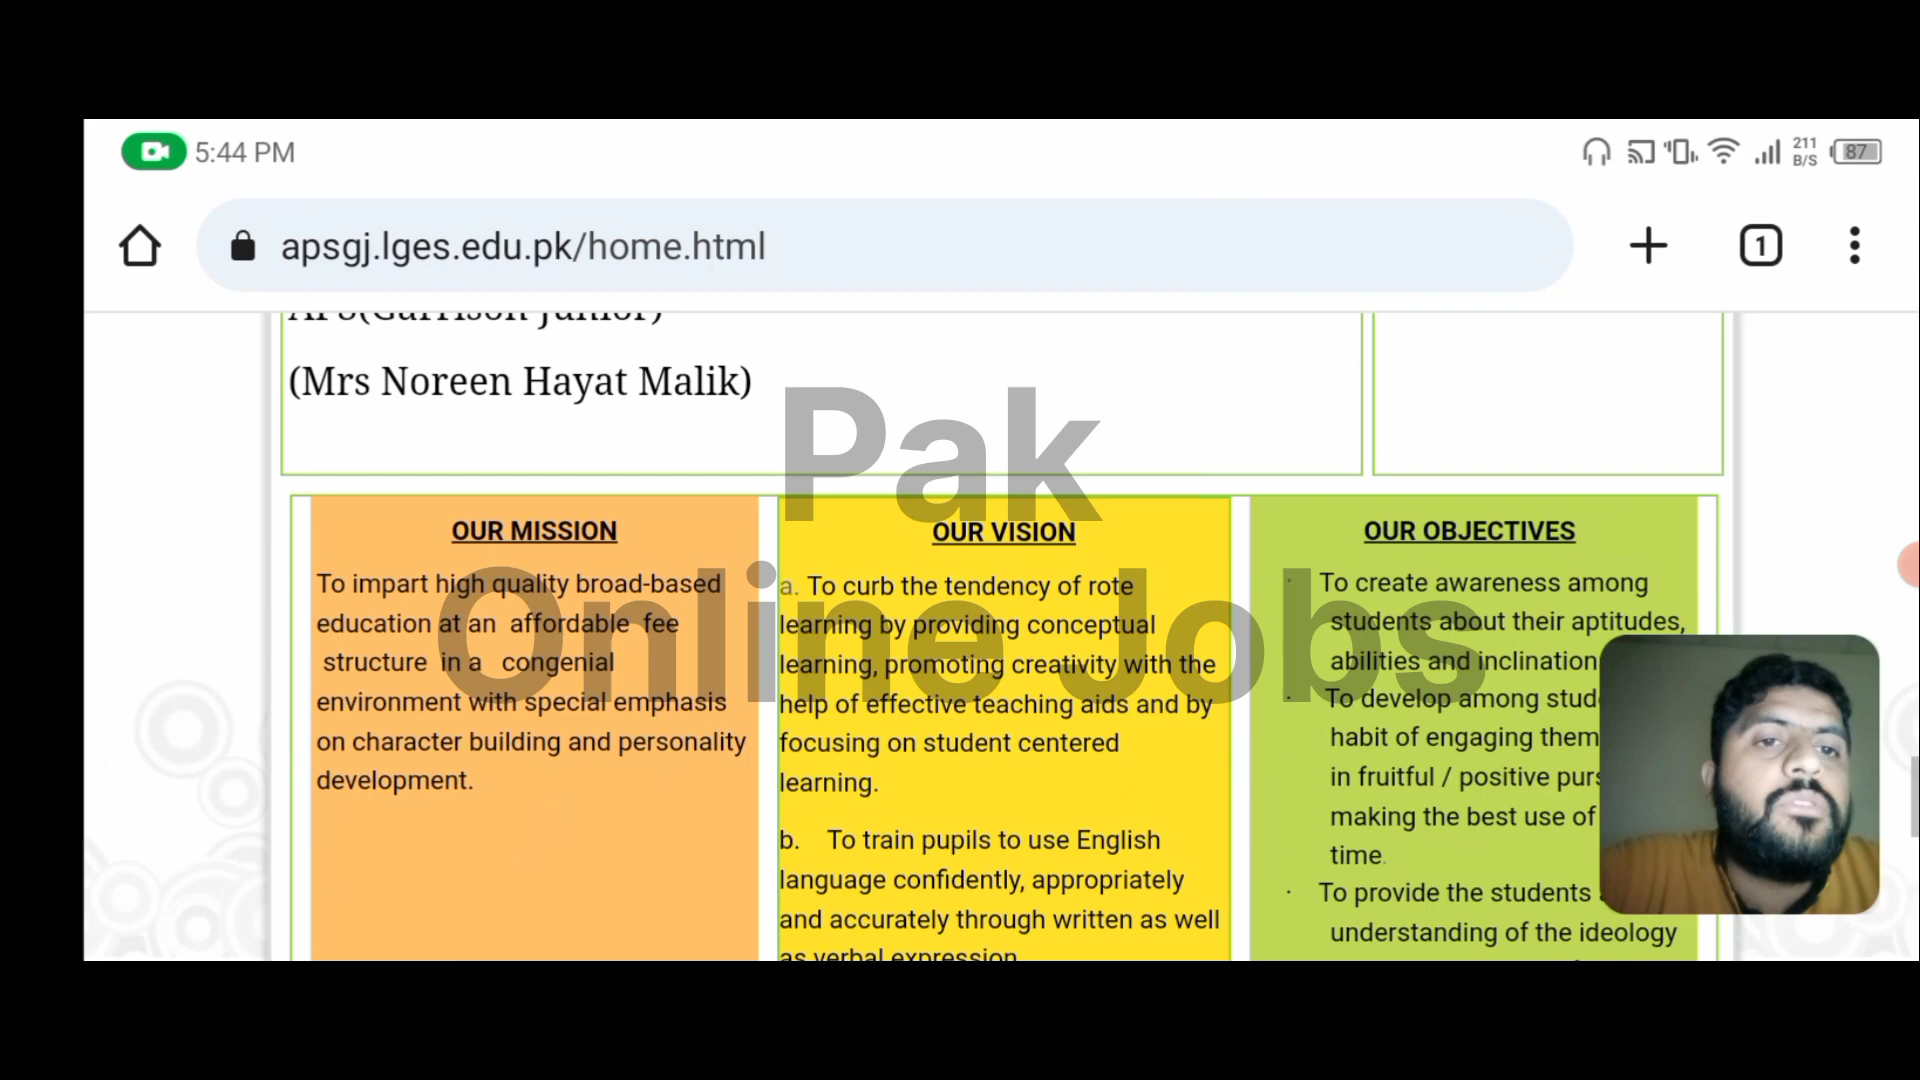 5:44 PM
211
B/S
87
apsgj.lges.edu.pk/home.html
1
APS(Garrison Junior)
(Mrs Noreen Hayat Malik)
Pak
Online Jobs
OUR MISSION
To impart high quality broad-based
education at an affordable fee
structure in a congenial
environment with special emphasis
on character building and personality
development.
OUR VISION
a. To curb the tendency of rote
learning by providing conceptual
learning, promoting creativity with the
help of effective teaching aids and by
focusing on student centered
learning.
b. To train pupils to use English
language confidently, appropriately
and accurately through written as well
as verbal expression
OUR OBJECTIVES
· To create awareness among
students about their aptitudes,
abilities and inclination
· To develop among
habit of engaging
in fruitful / positive
making the best use of
time.
· To provide the students
understanding of the ideology